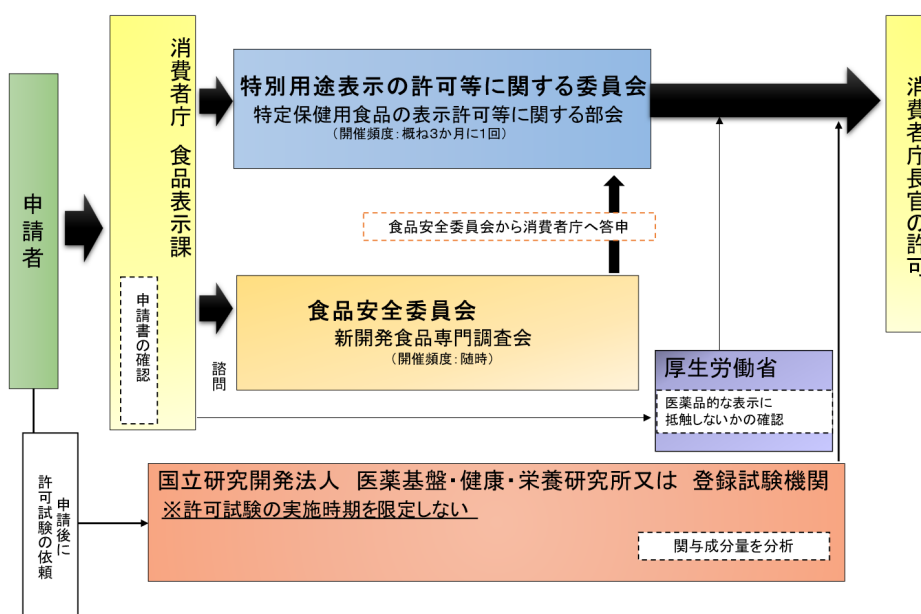 申請者
消費者庁 食品表示課
申請書の確認
特別用途表示の許可等に関する委員会
特定保健用食品の表示許可等に関する部会
(開催頻度:概ね3か月に1回)
食品安全委員会から消費者庁へ答申
諮問
食品安全委員会
新開発食品専門調査会
(開催頻度:随時)
厚生労働省
医薬品的な表示に
抵触しないかの確認
消費者庁長官の許可
申請後に
許可試験の依頼
国立研究開発法人 医薬基盤・健康・栄養研究所又は 登録試験機関
※許可試験の実施時期を限定しない
関与成分量を分析